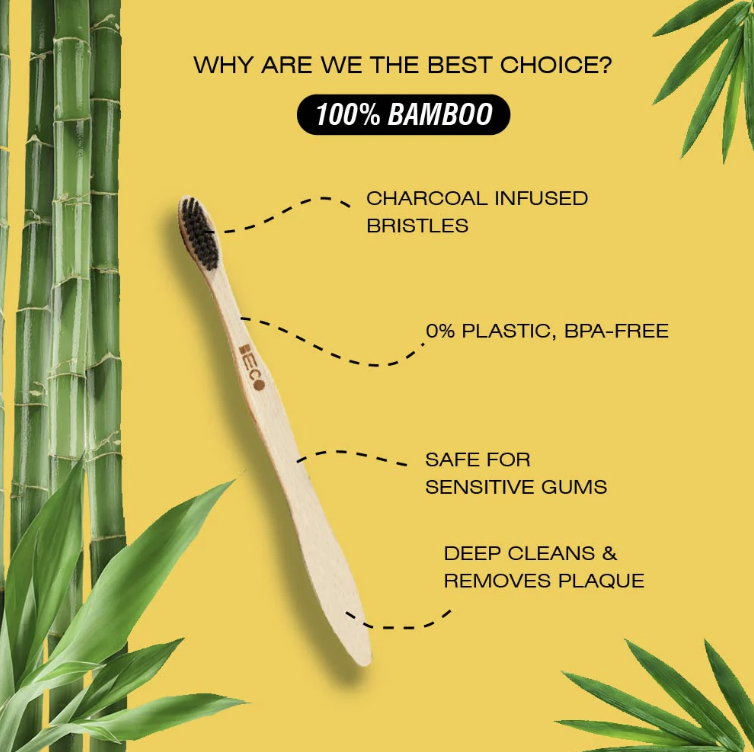 WHY ARE WE THE BEST CHOICE?
100% BAMBOO
CHARCOAL INFUSED
BRISTLES
0% PLASTIC, BPA-FREE
BECO
SAFE FOR
SENSITIVE GUMS
DEEP CLEANS &
REMOVES PLAQUE